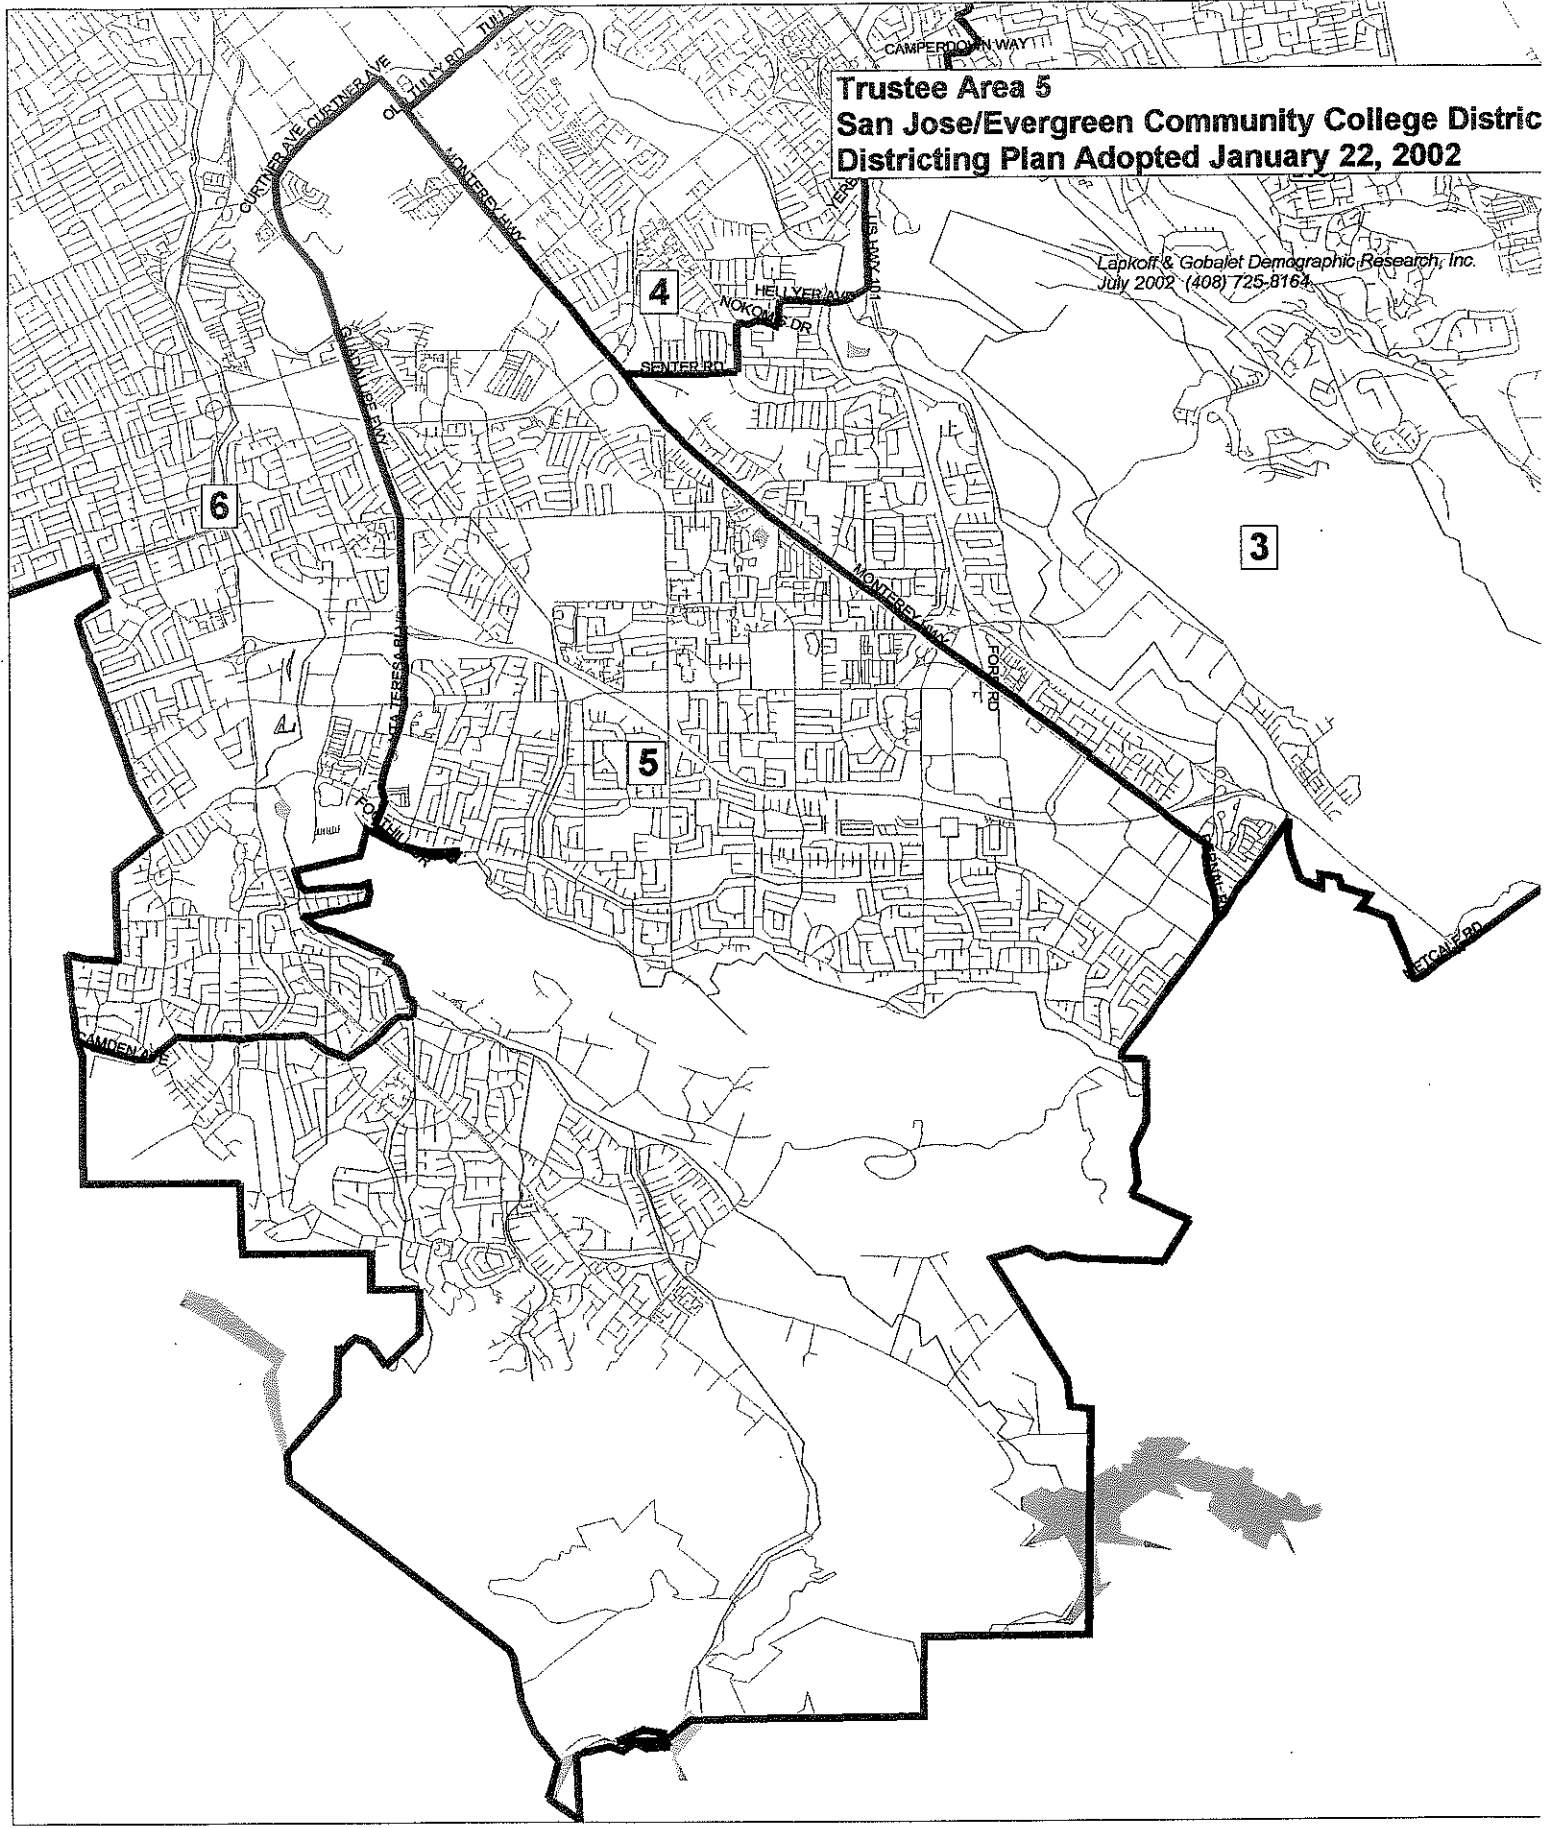 CAMPERDOWN WAY
Trustee Area 5
San Jose/Evergreen Community College Distric
Districting Plan Adopted January 22, 2002
Lapkoff & Gobalet Demographic Research, Inc.
July 2002 (408) 725-8164
TULLY RD
CURTNER AVE
CURTNER AVE
MONTEREY HWY
US HWY 101
4
HELLYER AVE
SENTER RD
6
3
MONTEREY HWY
FORD RD
5
METCALF RD
CAMDEN AVE